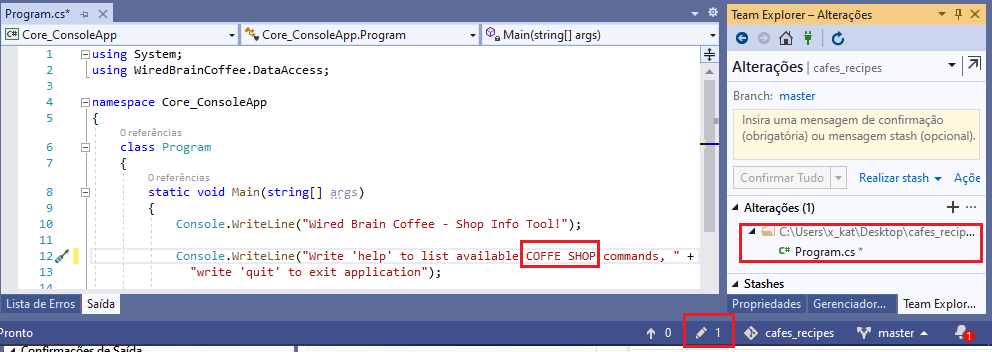 Program.cs*
Core_ConsoleApp
Core_ConsoleApp.Program
Main(string[] args)
1 using System;
2 using WiredBrainCoffee.DataAccess;
3
4 namespace Core_ConsoleApp
5 {
0 referências
6 class Program
7 {
0 referências
8 static void Main(string[] args)
9 {
10 Console.WriteLine("Wired Brain Coffee - Shop Info Tool!");
11
12 Console.WriteLine("Write 'help' to list available COFFE SHOP commands, " +
13 "write 'quit' to exit application");
14
Lista de Erros Saída
Team Explorer – Alterações
Alterações | cafes_recipes
Branch: master
Insira uma mensagem de confirmação
(obrigatória) ou mensagem stash (opcional).
Confirmar Tudo Realizar stash Açõe
Alterações (1)
C:\Users\x_kat\Desktop\cafes_recip...
C# Program.cs *
Stashes
Propriedades Gerenciador... Team Explor...
Pronto 0 1 cafes_recipes master 1
Confirmações de Saída